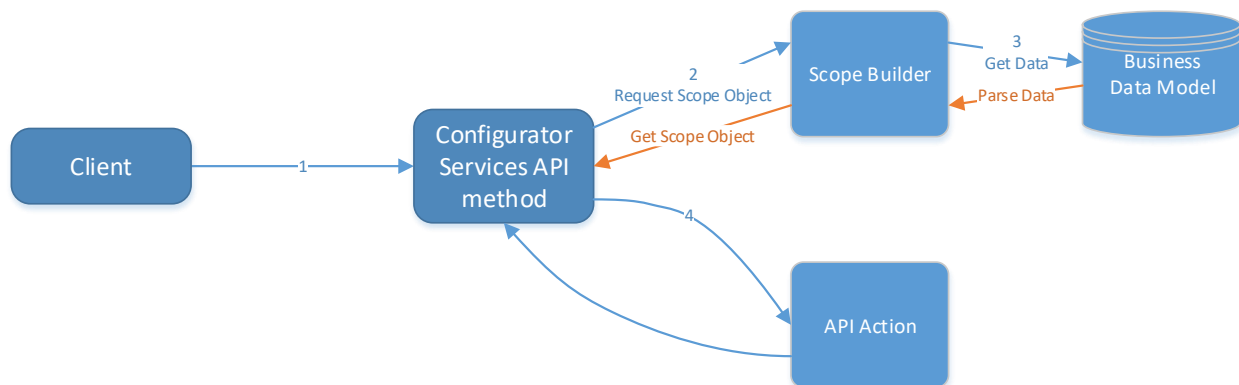 Client
1
Configurator
Services API
method
2
Request Scope Object
Get Scope Object
Scope Builder
3
Get Data
Parse Data
Business
Data Model
4
API Action